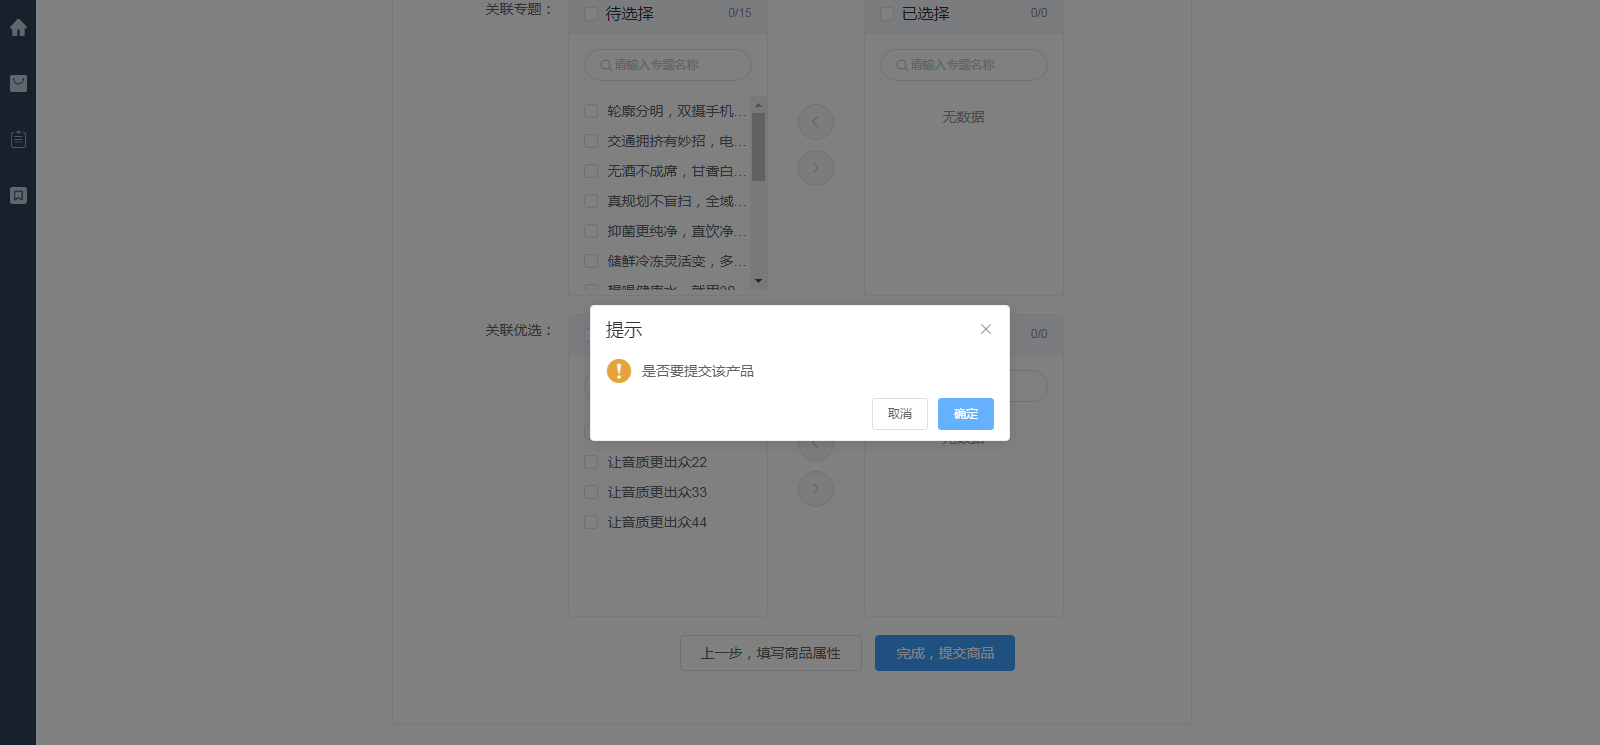 关联专题：
待选择
0/15
已选择
0/0
请输入专题名称
请输入专题名称
轮廓分明，双摄手机...
交通拥挤有妙招，电...
无酒不成席，甘香白...
真规划不盲扫，全域...
抑菌更纯净，直饮净...
储鲜冷冻灵活变，多...
无数据
关联优选：
0/0
提示
是否要提交该产品
取消
确定
让音质更出众22
让音质更出众33
让音质更出众44
上一步，填写商品属性
完成，提交商品